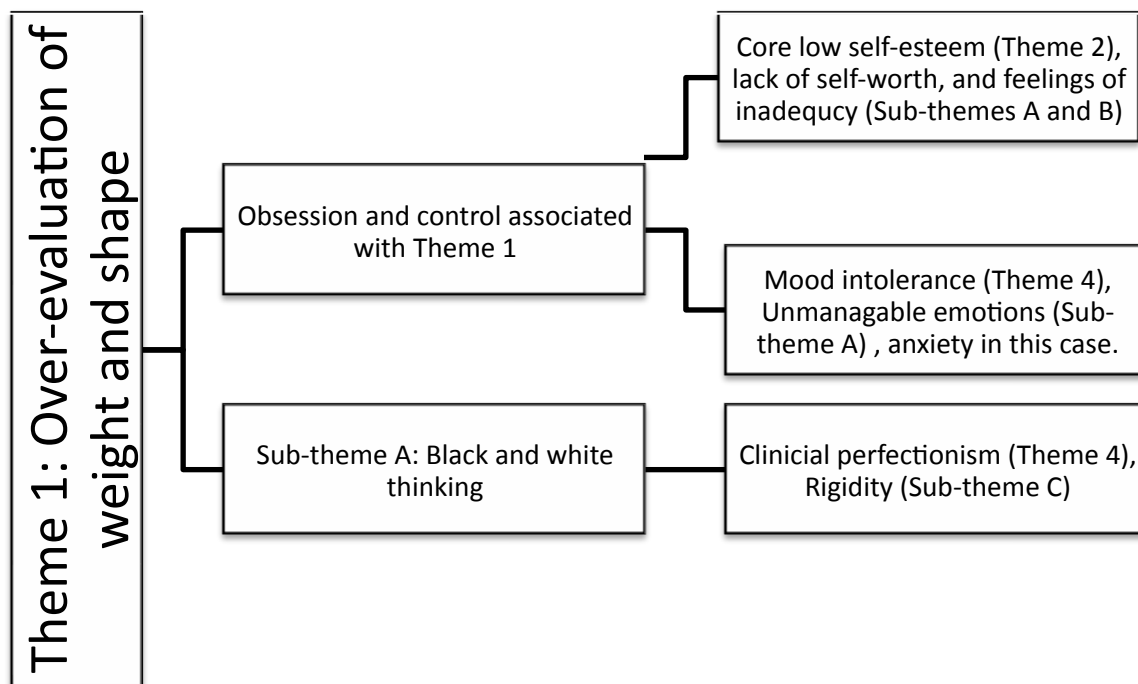 Theme 1: Over-evaluation of
weight and shape
Obsession and control associated
with Theme 1
Sub-theme A: Black and white
thinking
Core low self-esteem (Theme 2),
lack of self-worth, and feelings of
inadequcy (Sub-themes A and B)
Mood intolerance (Theme 4),
Unmanagable emotions (Sub-
theme A) , anxiety in this case.
Clinicial perfectionism (Theme 4),
Rigidity (Sub-theme C)